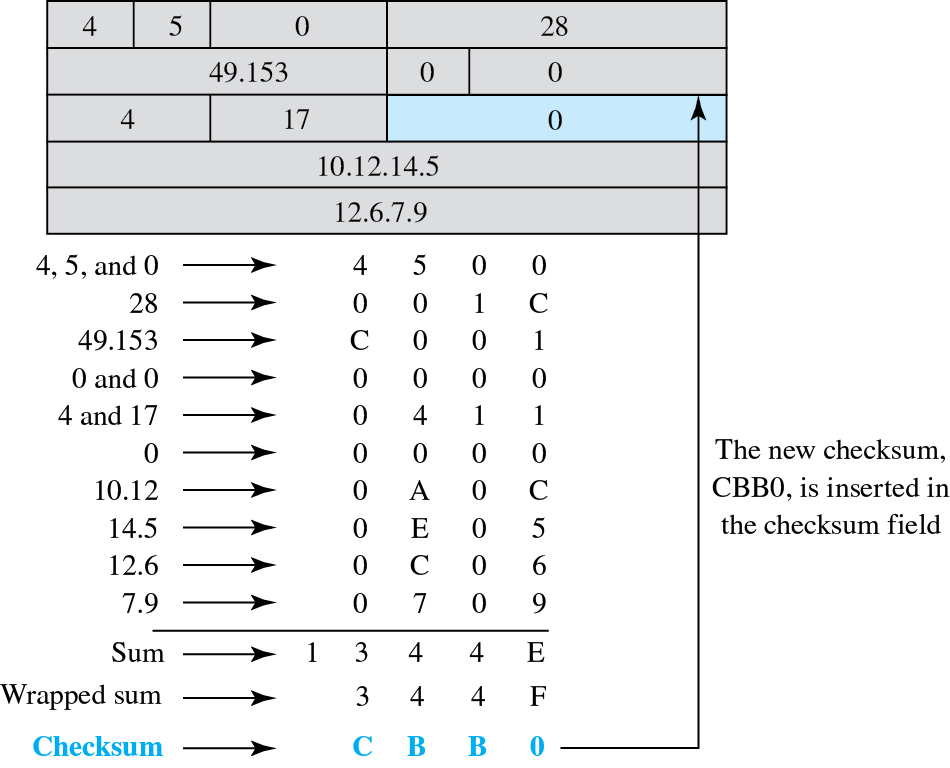 4 5 0 28
49.153 0 0
4 17 0
10.12.14.5
12.6.7.9
4, 5, and 0 4 5 0 0
28 0 0 1 C
49.153 C 0 0 1
0 and 0 0 0 0 0
4 and 17 0 4 1 1
0 0 0 0 0
10.12 0 A 0 C
14.5 0 E 0 5
12.6 0 C 0 6
7.9 0 7 0 9
Sum 1 3 4 4 E
Wrapped sum 3 4 4 F
Checksum C B B 0
The new checksum,
CBB0, is inserted in
the checksum field